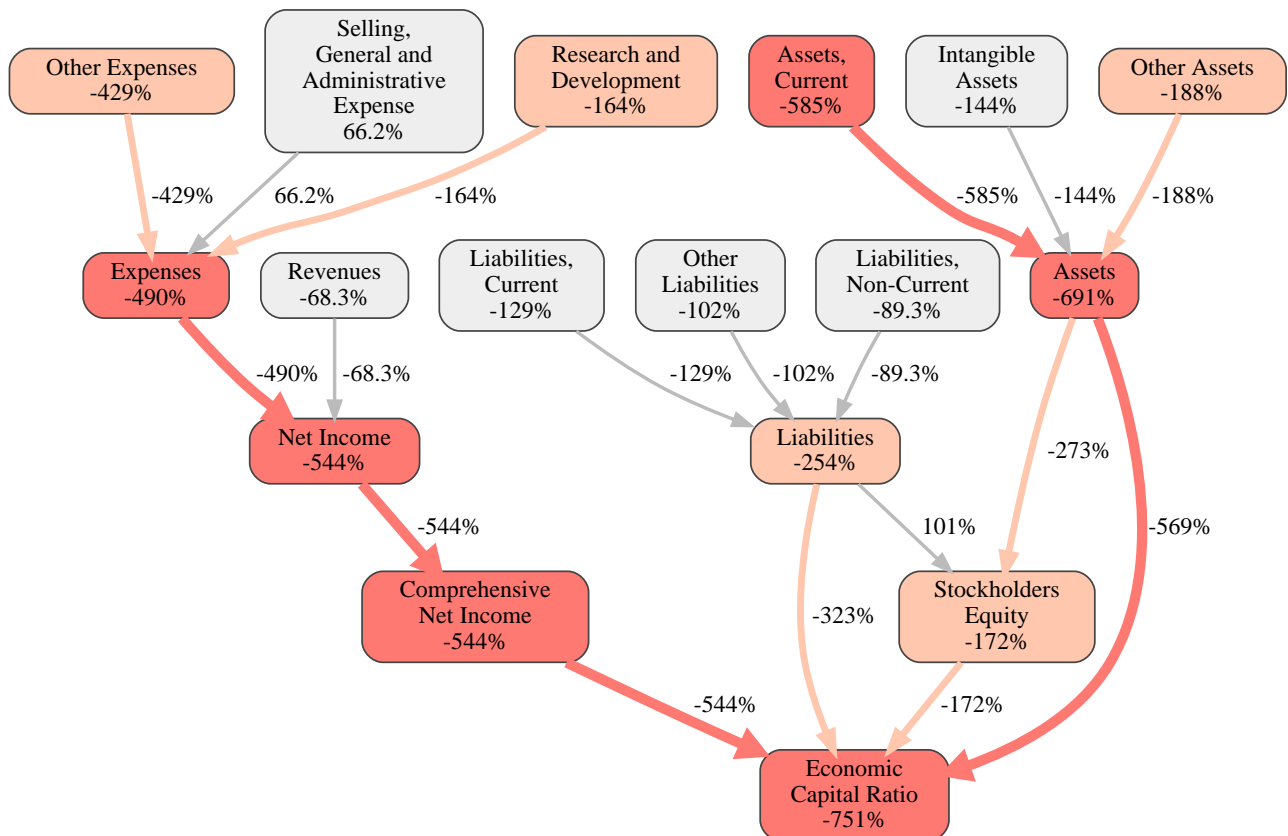 Other Expenses
-429%
Selling,
General and
Administrative
Expense
66.2%
Research and
Development
-164%
Assets,
Current
-585%
Intangible
Assets
-144%
Other Assets
-188%
-429%
66.2%
-164%
-585%
-144%
-188%
Expenses
-490%
Revenues
-68.3%
Liabilities,
Current
-129%
Other
Liabilities
-102%
Liabilities,
Non-Current
-89.3%
Assets
-691%
-490%
-68.3%
-129%
-102%
-89.3%
Net Income
-544%
Liabilities
-254%
-273%
-544%
101%
-569%
Comprehensive
Net Income
-544%
-323%
Stockholders
Equity
-172%
-544%
-172%
Economic
Capital Ratio
-751%